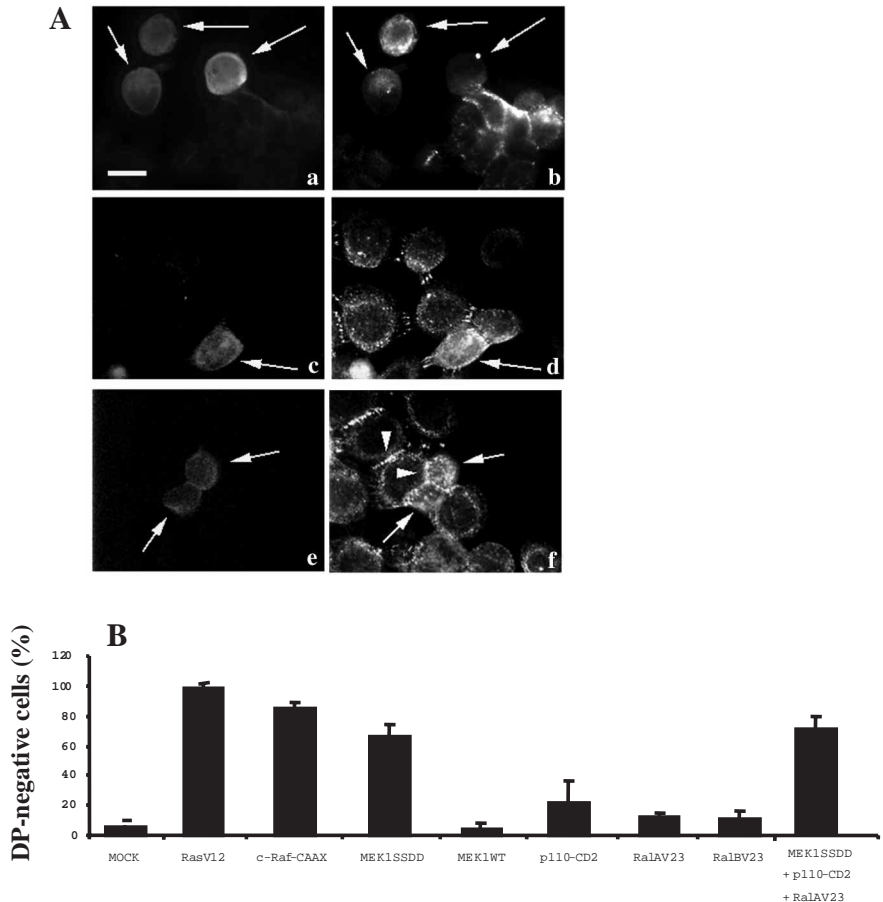 A
a
b
c
d
e
f
B
DP-negative cells (%)
120
100
80
60
40
20
0
MOCK
RasV12
c-Raf-CAAX
MEK1SSDD
MEK1WT
p110-CD2
RalAV23
RalBV23
MEK1SSDD
+ p110-CD2
+ RalAV23